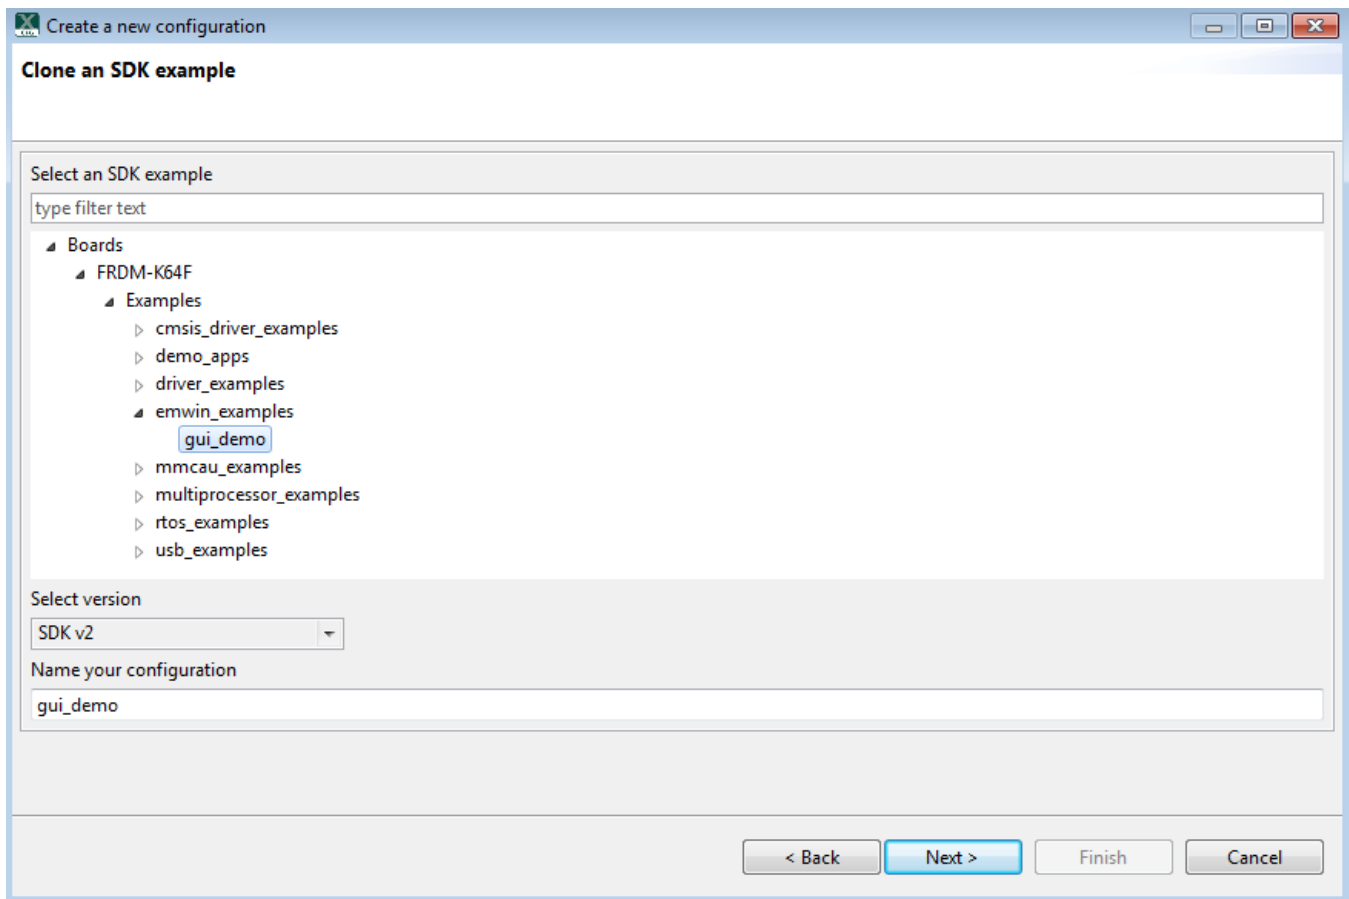 Create a new configuration
Clone an SDK example
Select an SDK example
type filter text
Boards
FRDM-K64F
Examples
cmsis_driver_examples
demo_apps
driver_examples
emwin_examples
gui_demo
mmcau_examples
multiprocessor_examples
rtos_examples
usb_examples
Select version
SDK v2
Name your configuration
gui_demo
< Back Next > Finish Cancel